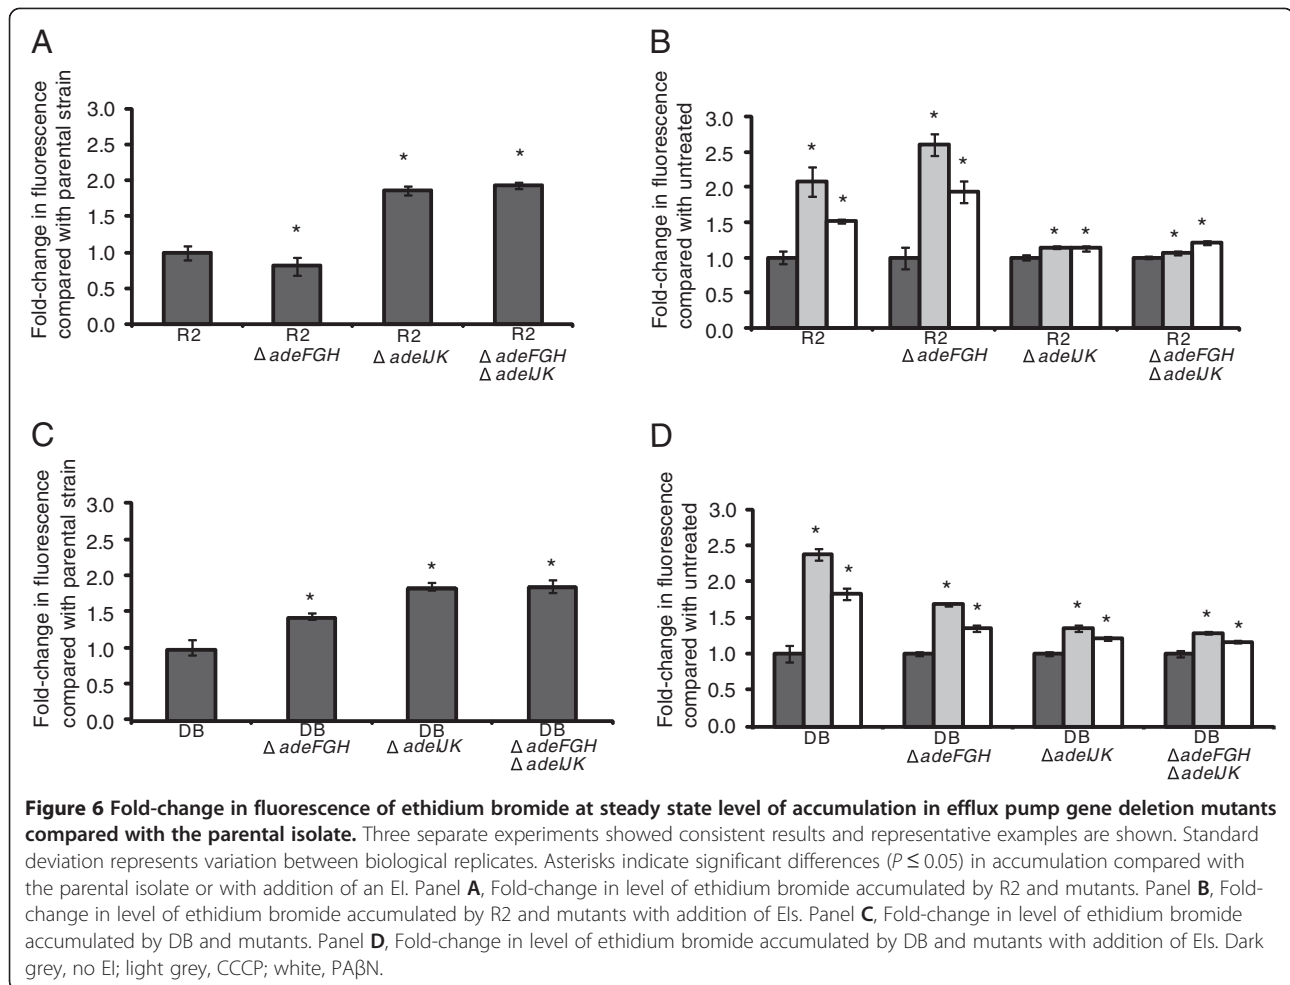 A
Fold-change in fluorescence
compared with parental strain
3.0
2.5
2.0
1.5
1.0
0.5
0.0
*
*
*
R2
R2
Δ adeFGH
R2
Δ adeIJK
R2
Δ adeFGH
Δ adeIJK
B
Fold-change in fluorescence
compared with untreated
3.0
2.5
2.0
1.5
1.0
0.5
0.0
*
*
*
*
*
*
*
*
R2
R2
Δ adeFGH
R2
Δ adeIJK
R2
Δ adeFGH
Δ adeIJK
C
Fold-change in fluorescence
compared with parental strain
3.0
2.5
2.0
1.5
1.0
0.5
0.0
*
*
*
DB
DB
Δ adeFGH
DB
Δ adeIJK
DB
Δ adeFGH
Δ adeIJK
D
Fold-change in fluorescence
compared with untreated
3.0
2.5
2.0
1.5
1.0
0.5
0.0
*
*
*
*
*
*
*
*
DB
DB
ΔadeFGH
DB
ΔadeIJK
DB
ΔadeFGH
ΔadeIJK
Figure 6 Fold-change in fluorescence of ethidium bromide at steady state level of accumulation in efflux pump gene deletion mutants
compared with the parental isolate. Three separate experiments showed consistent results and representative examples are shown. Standard
deviation represents variation between biological replicates. Asterisks indicate significant differences (P ≤ 0.05) in accumulation compared with
the parental isolate or with addition of an EI. Panel A, Fold-change in level of ethidium bromide accumulated by R2 and mutants. Panel B, Fold-
change in level of ethidium bromide accumulated by R2 and mutants with addition of EIs. Panel C, Fold-change in level of ethidium bromide
accumulated by DB and mutants. Panel D, Fold-change in level of ethidium bromide accumulated by DB and mutants with addition of EIs. Dark
grey, no EI; light grey, CCCP; white, PAβN.